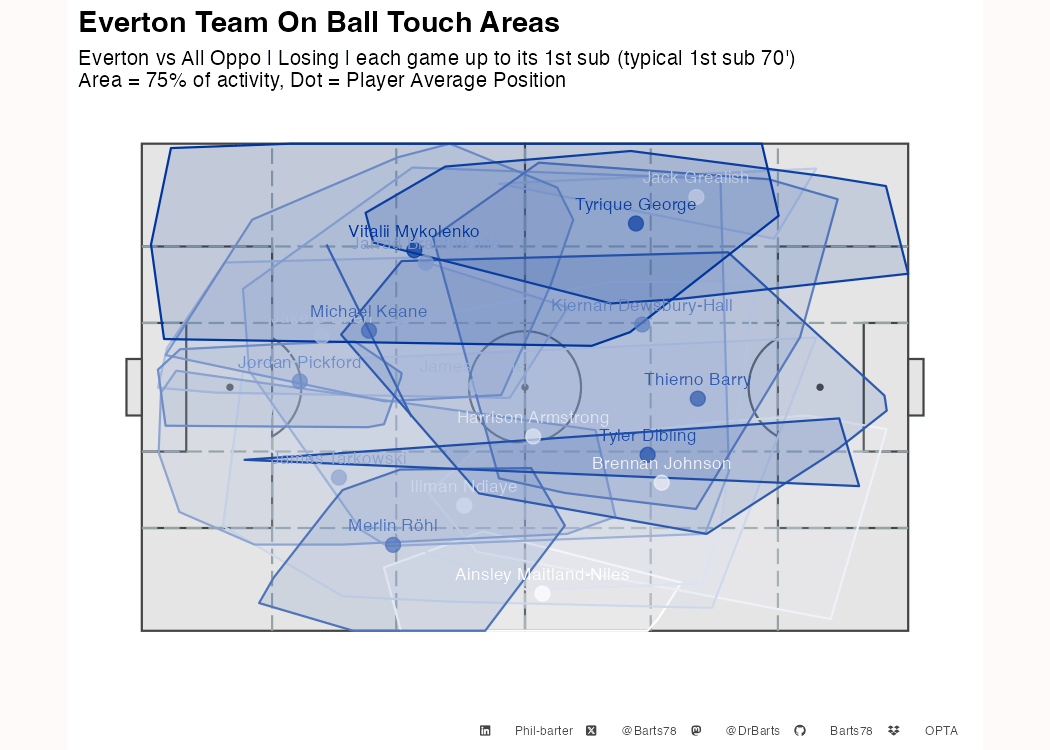 Everton Team On Ball Touch Areas
Everton vs All Oppo | Losing | each game up to its 1st sub (typical 1st sub 70')
Area = 75% of activity, Dot = Player Average Position
Jack Grealish
Tyrique George
Vitalii Mykolenko
Kiernan Dewsbury-Hall
Michael Keane
Jordan Pickford
James
Thierno Barry
Harrison Armstrong
Tyler Dibling
James Tarkowski
Brennan Johnson
Iliman Ndiaye
Merlin Röhl
Ainsley Maitland-Niles
Phil-barter @Barts78 @DrBarts Barts78 OPTA